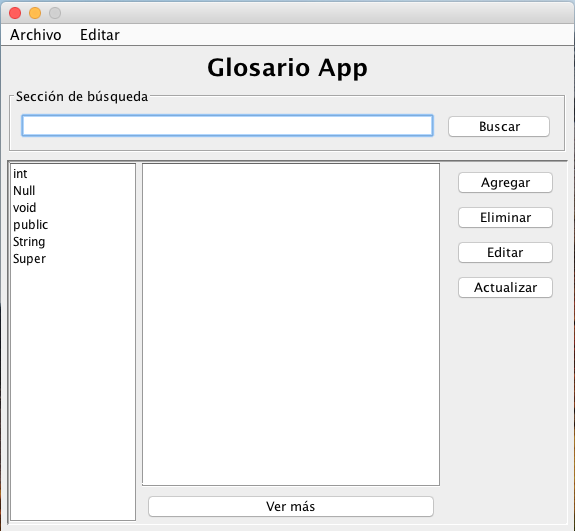 Archivo Editar
Glosario App
Sección de búsqueda
Buscar
int
Null
void
public
String
Super
Agregar
Eliminar
Editar
Actualizar
Ver más